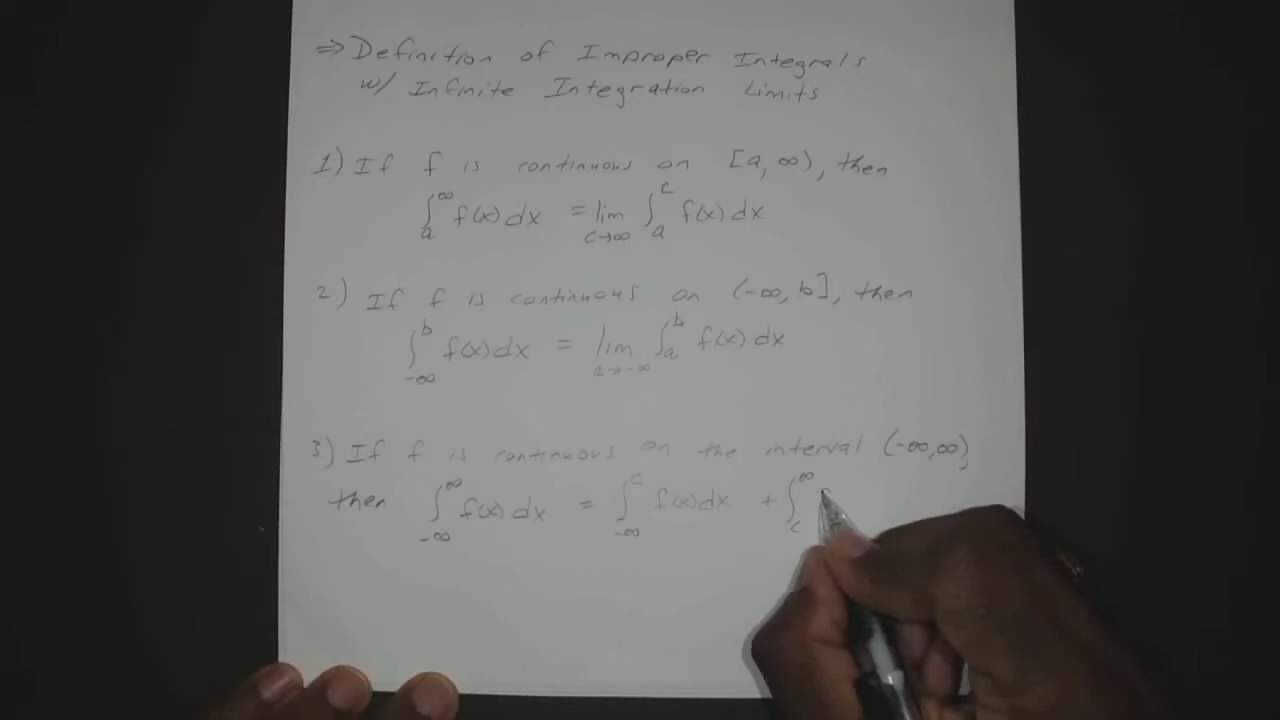 ⇒ Definition of Improper Integrals
w/ Infinite Integration Limits
1) If f is continuous on [a, ∞), then
∫_a^∞ f(x) dx = lim_{c→∞} ∫_a^c f(x) dx
2) If f is continuous on (-∞, b], then
∫_{-∞}^b f(x) dx = lim_{a→-∞} ∫_a^b f(x) dx
3) If f is continuous on the interval (-∞,∞)
then ∫_{-∞}^∞ f(x) dx = ∫_{-∞}^c f(x) dx + ∫_c^∞ f